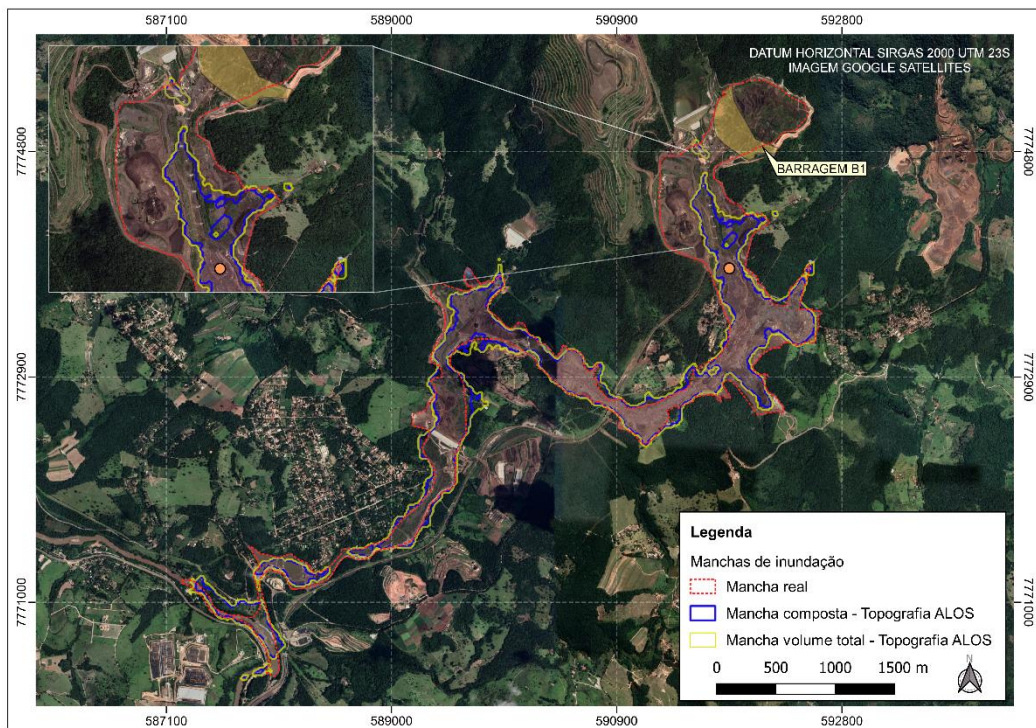 587100 589000 590900 592800
DATUM HORIZONTAL SIRGAS 2000 UTM 23S
IMAGEM GOOGLE SATELLITES
7774800 7774800
BARRAGEM B1
7772900 7772900
7771000 7771000
Legenda
Manchas de inundação
Mancha real
Mancha composta - Topografia ALOS
Mancha volume total - Topografia ALOS
0 500 1000 1500 m
N
587100 589000 590900 592800